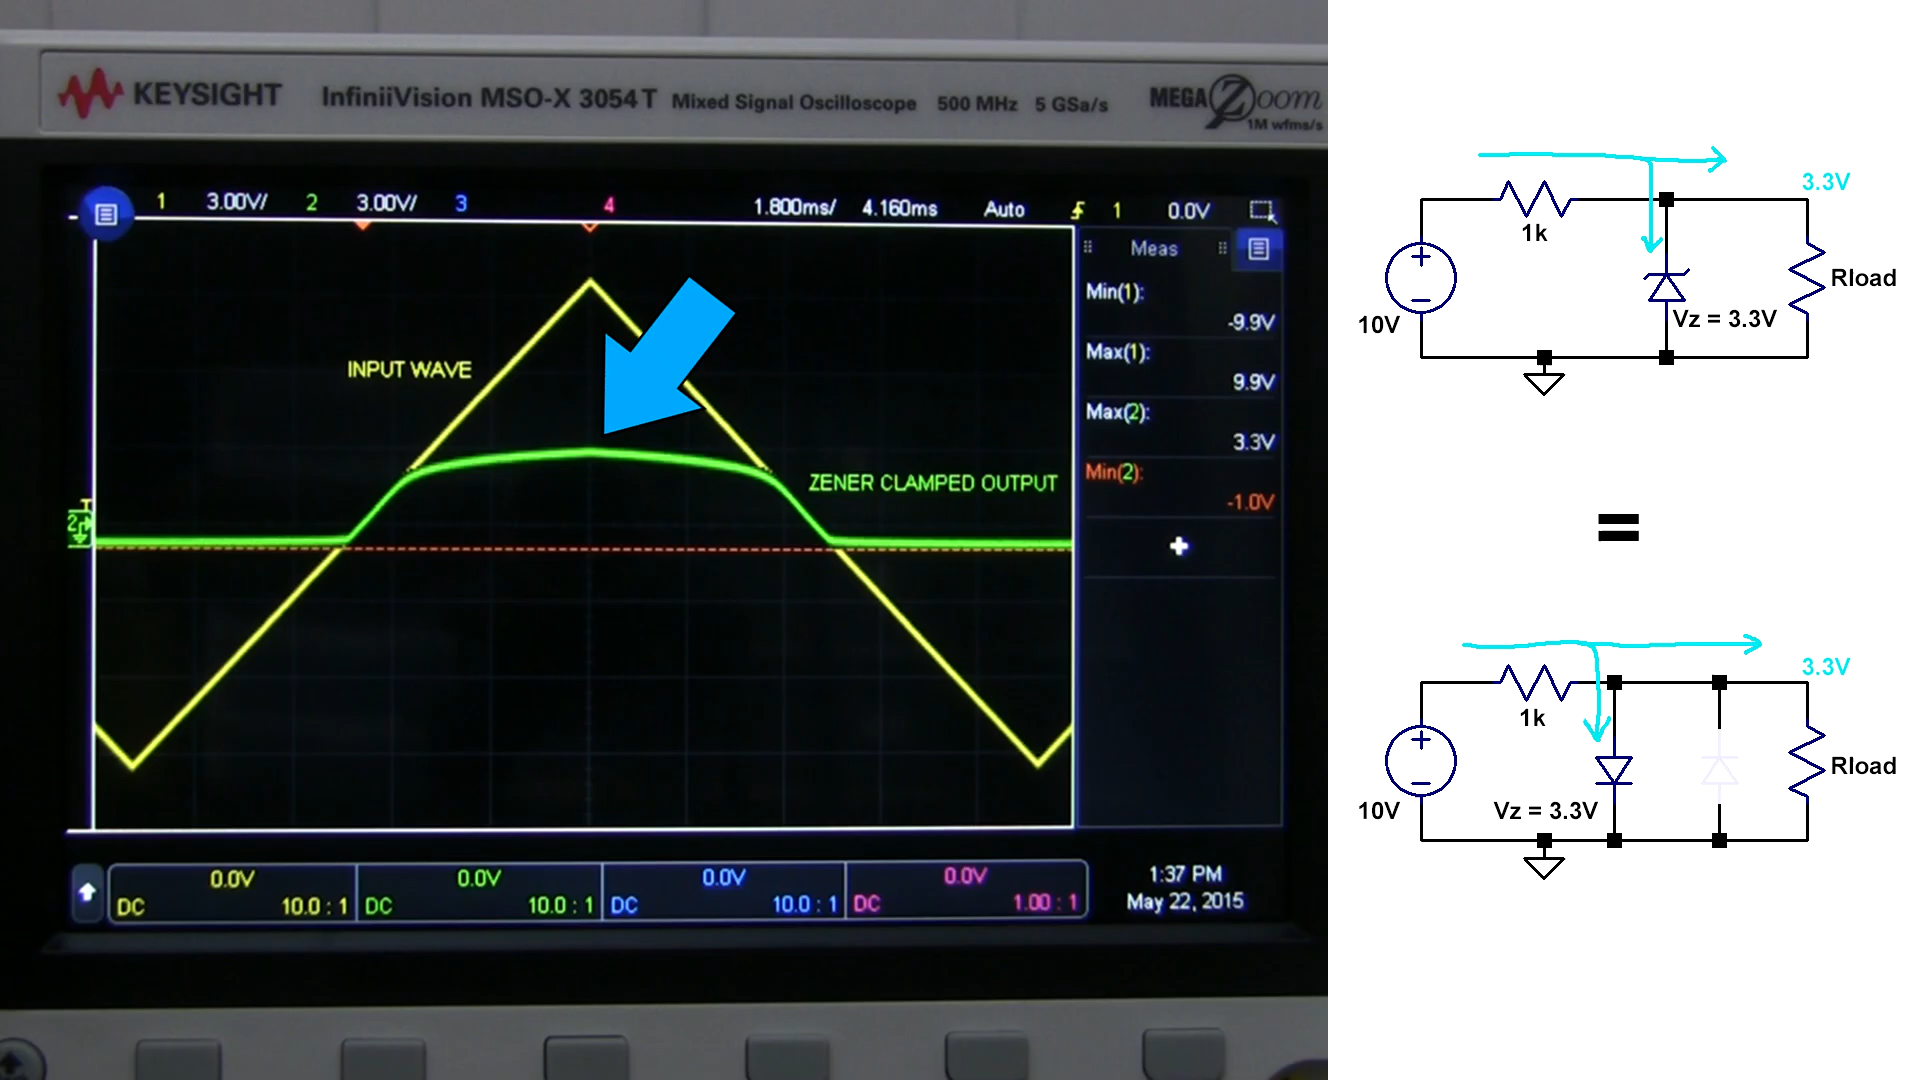 KEYSIGHT InfiniiVision MSO-X 3054T Mixed Signal Oscilloscope 500 MHz 5 GSa/s MEGA Zoom
1M wfms/s
1 3.00V/ 2 3.00V/ 3 4 1.800ms/ 4.160ms Auto 1 0.0V
Meas
Min(1):
-9.9V
Max(1):
9.9V
Max(2):
3.3V
Min(2):
-1.0V
INPUT WAVE
ZENER CLAMPED OUTPUT
T
2
0.0V 0.0V 0.0V 0.0V
DC 10.0 : 1 DC 10.0 : 1 DC 10.0 : 1 DC 1.00 : 1
1:37 PM
May 22, 2015
3.3V
1k
+
Rload
10V
Vz = 3.3V
=
3.3V
1k
+
Rload
10V
Vz = 3.3V